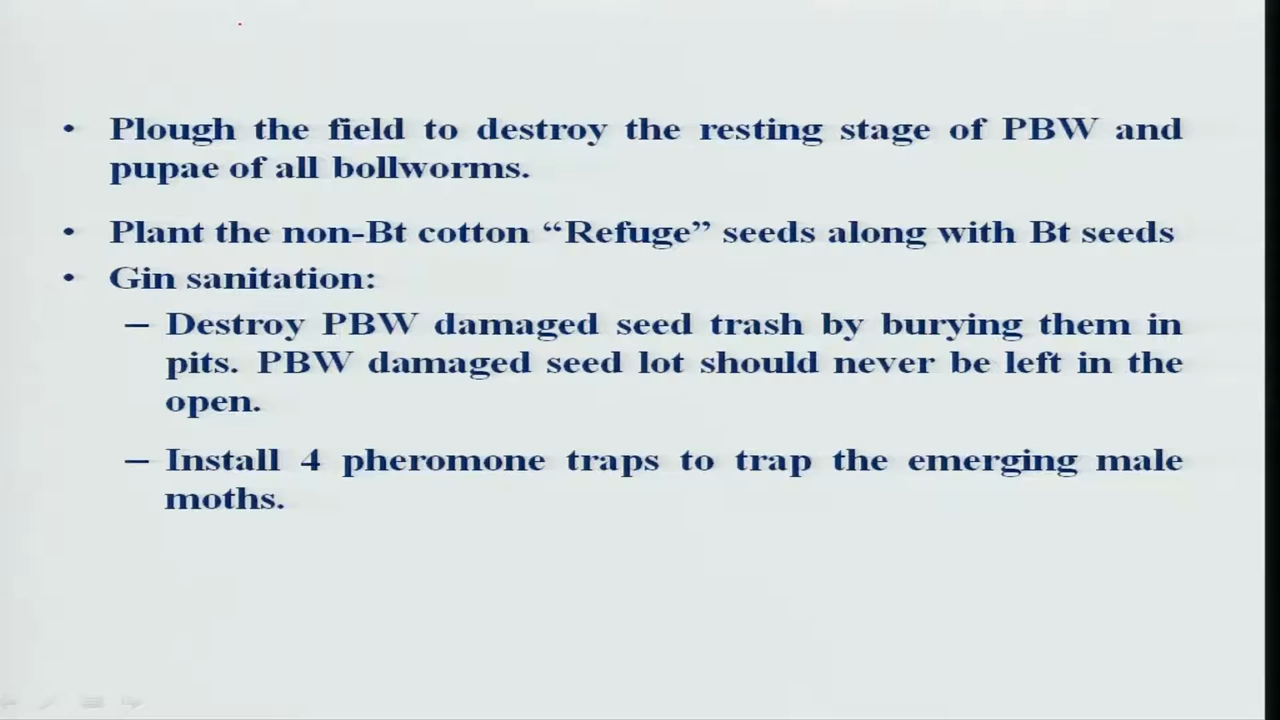 • Plough the field to destroy the resting stage of PBW and
pupae of all bollworms.
• Plant the non-Bt cotton “Refuge” seeds along with Bt seeds
• Gin sanitation:
– Destroy PBW damaged seed trash by burying them in
pits. PBW damaged seed lot should never be left in the
open.
– Install 4 pheromone traps to trap the emerging male
moths.